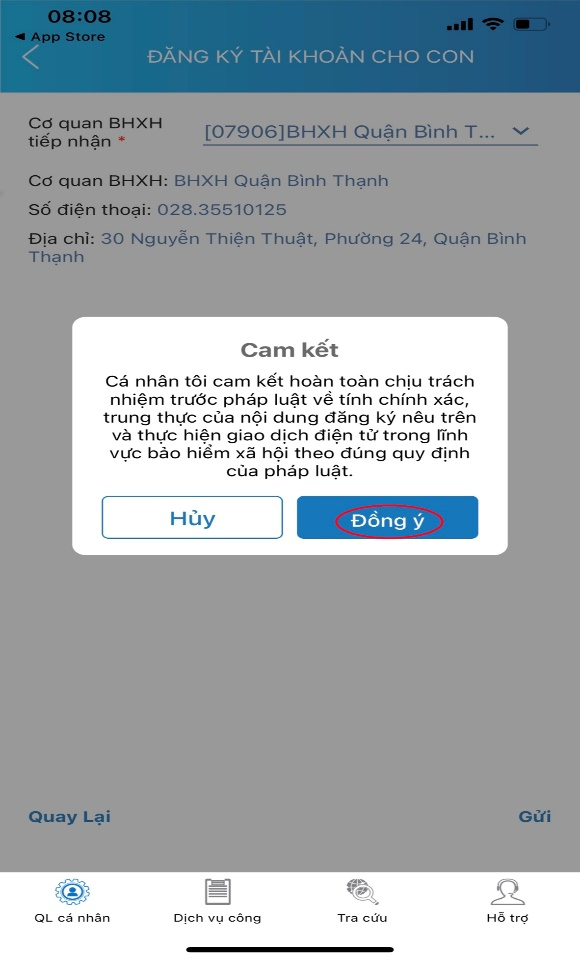 08:08
◄ App Store
ĐĂNG KÝ TÀI KHOẢN CHO CON
Cơ quan BHXH
tiếp nhận *
[07906]BHXH Quận Bình T...
Cơ quan BHXH: BHXH Quận Bình Thạnh
Số điện thoại: 028.35510125
Địa chỉ: 30 Nguyễn Thiện Thuật, Phường 24, Quận Bình
Thạnh
Cam kết
Cá nhân tôi cam kết hoàn toàn chịu trách
nhiệm trước pháp luật về tính chính xác,
trung thực của nội dung đăng ký nêu trên
và thực hiện giao dịch điện tử trong lĩnh
vực bảo hiểm xã hội theo đúng quy định
của pháp luật.
Hủy
Đồng ý
Quay Lại
Gửi
QL cá nhân
Dịch vụ công
Tra cứu
Hỗ trợ